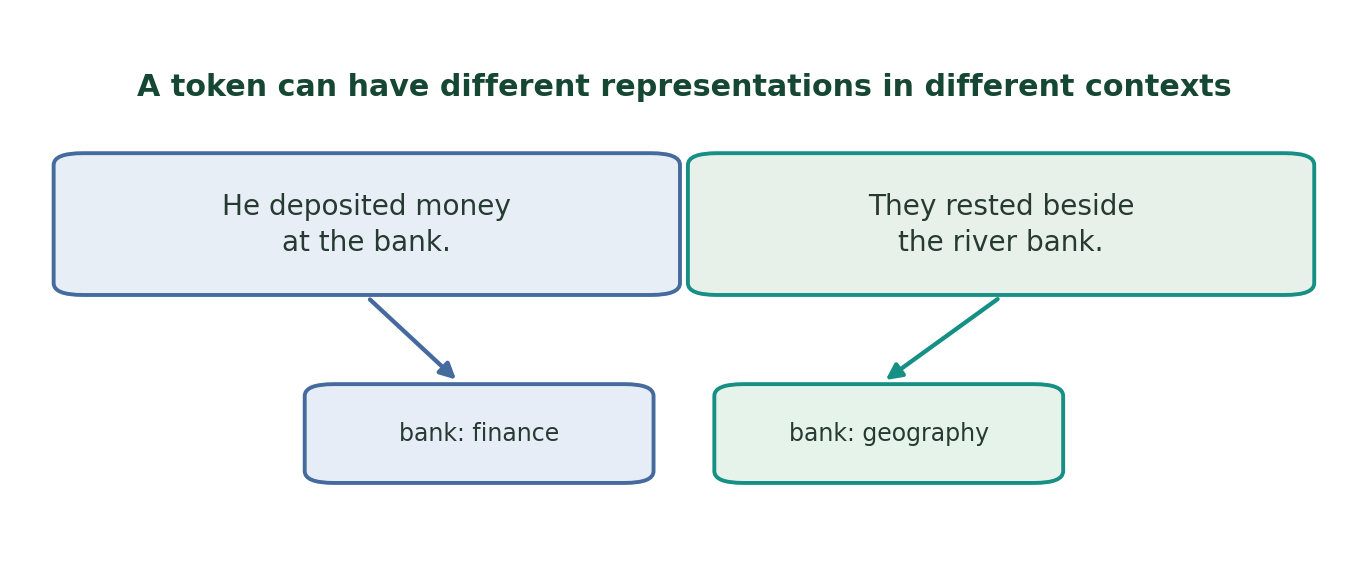 A token can have different representations in different contexts
He deposited money
at the bank.
They rested beside
the river bank.
bank: finance
bank: geography